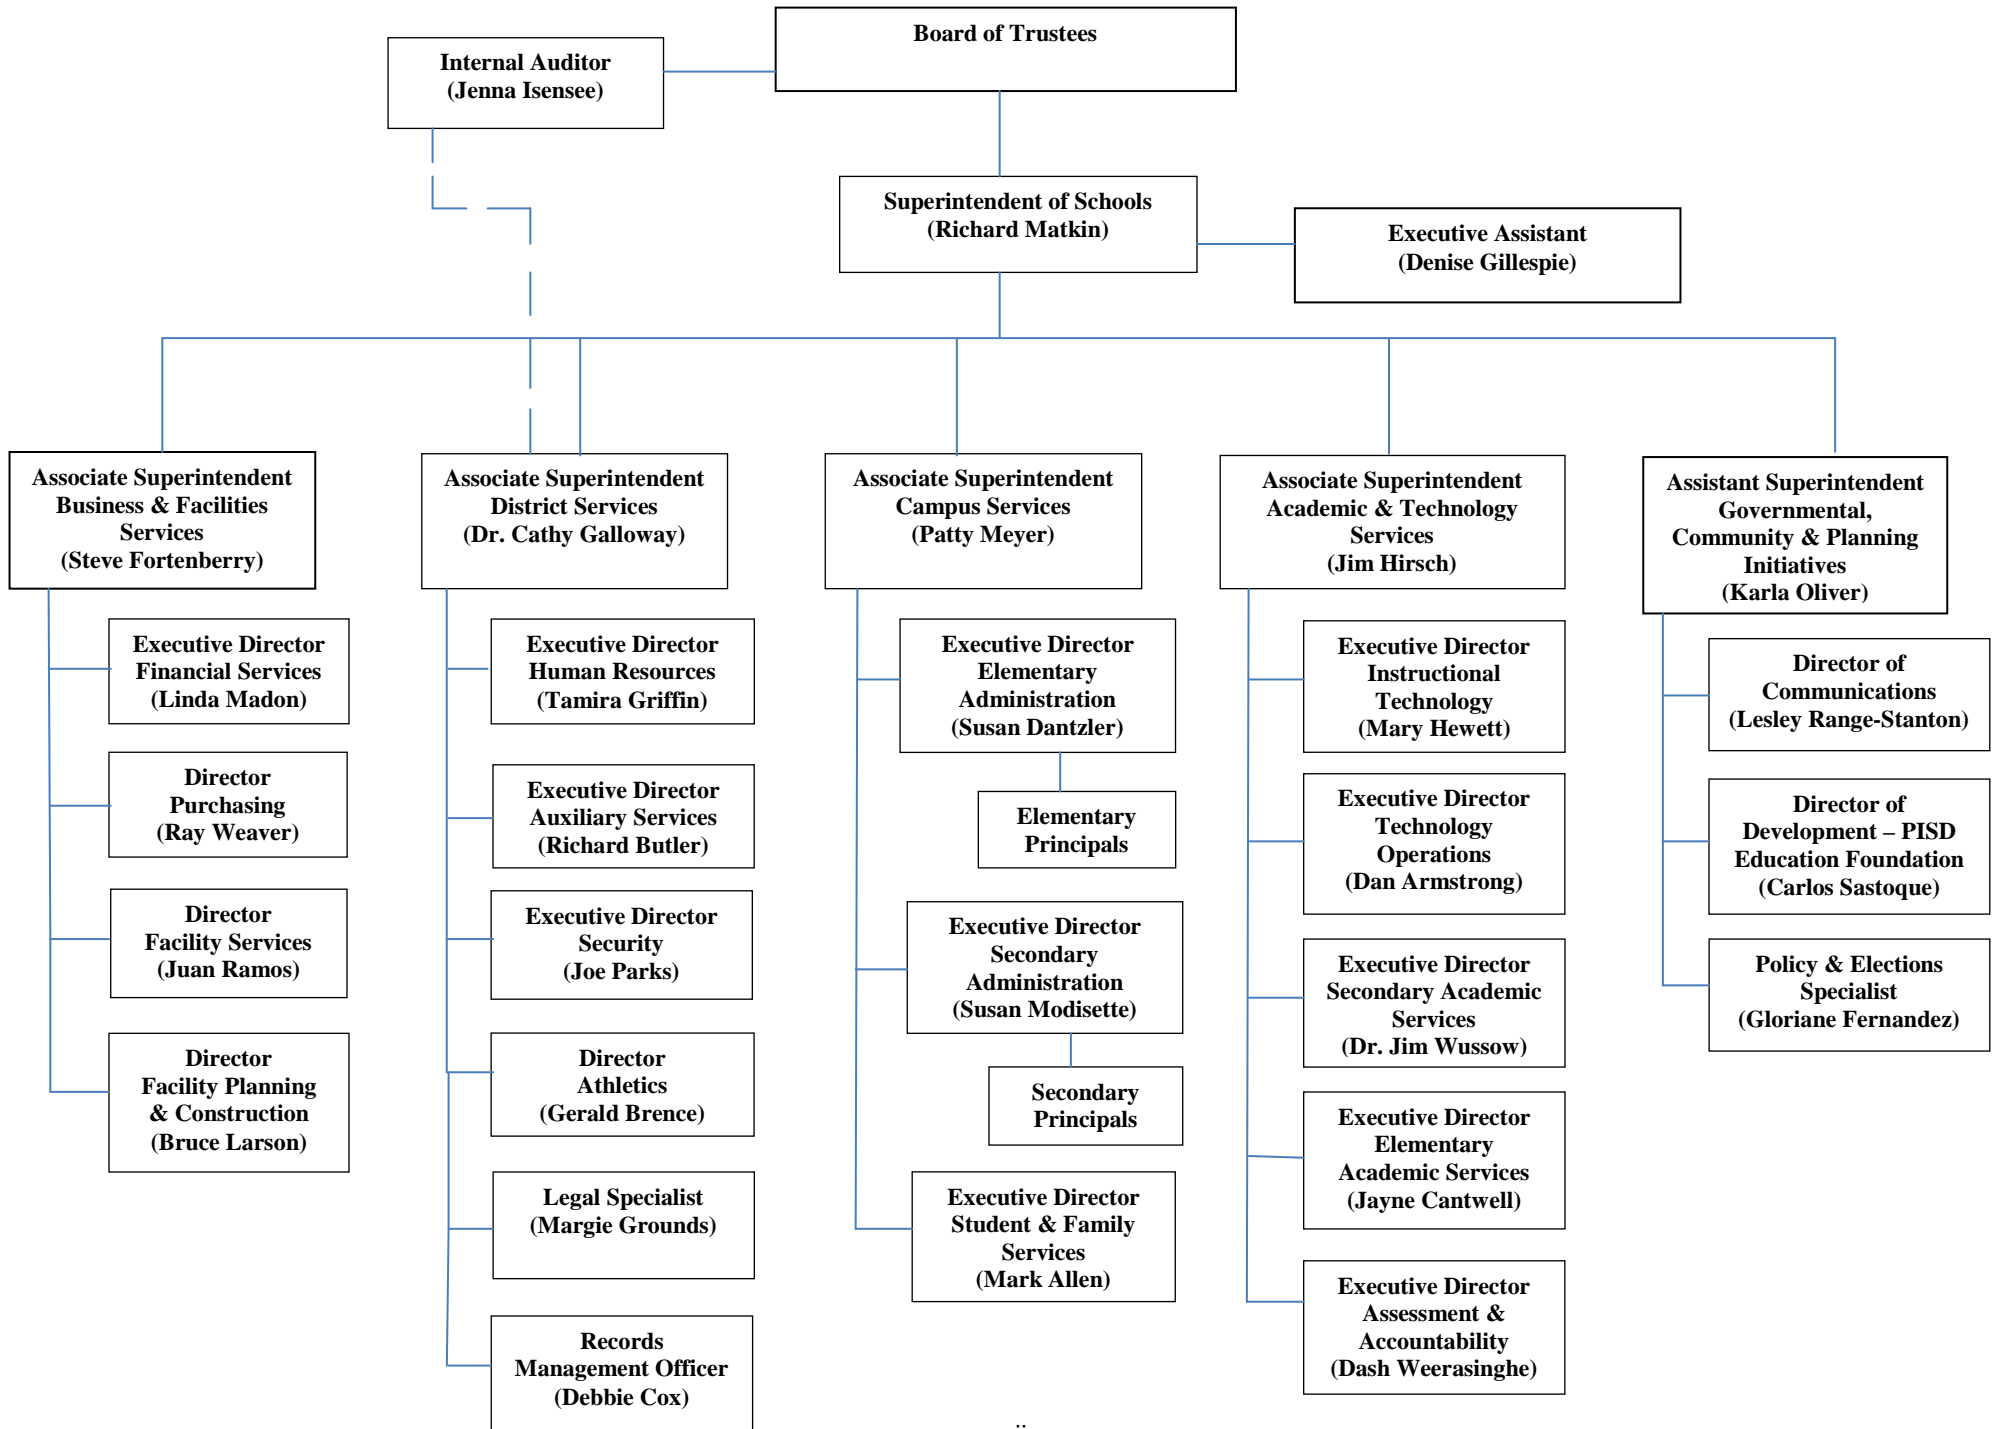 Board of Trustees
Internal Auditor
(Jenna Isensee)
Superintendent of Schools
(Richard Matkin)
Executive Assistant
(Denise Gillespie)
Associate Superintendent
Business & Facilities
Services
(Steve Fortenberry)
Executive Director
Financial Services
(Linda Madon)
Director
Purchasing
(Ray Weaver)
Director
Facility Services
(Juan Ramos)
Director
Facility Planning
& Construction
(Bruce Larson)
Associate Superintendent
District Services
(Dr. Cathy Galloway)
Executive Director
Human Resources
(Tamira Griffin)
Executive Director
Auxiliary Services
(Richard Butler)
Executive Director
Security
(Joe Parks)
Director
Athletics
(Gerald Brence)
Legal Specialist
(Margie Grounds)
Records
Management Officer
(Debbie Cox)
Associate Superintendent
Campus Services
(Patty Meyer)
Executive Director
Elementary
Administration
(Susan Dantzler)
Elementary
Principals
Executive Director
Secondary
Administration
(Susan Modisette)
Secondary
Principals
Executive Director
Student & Family
Services
(Mark Allen)
..
Associate Superintendent
Academic & Technology
Services
(Jim Hirsch)
Executive Director
Instructional
Technology
(Mary Hewett)
Executive Director
Technology
Operations
(Dan Armstrong)
Executive Director
Secondary Academic
Services
(Dr. Jim Wussow)
Executive Director
Elementary
Academic Services
(Jayne Cantwell)
Executive Director
Assessment &
Accountability
(Dash Weerasinghe)
Assistant Superintendent
Governmental,
Community & Planning
Initiatives
(Karla Oliver)
Director of
Communications
(Lesley Range-Stanton)
Director of
Development – PISD
Education Foundation
(Carlos Sastoque)
Policy & Elections
Specialist
(Gloriane Fernandez)